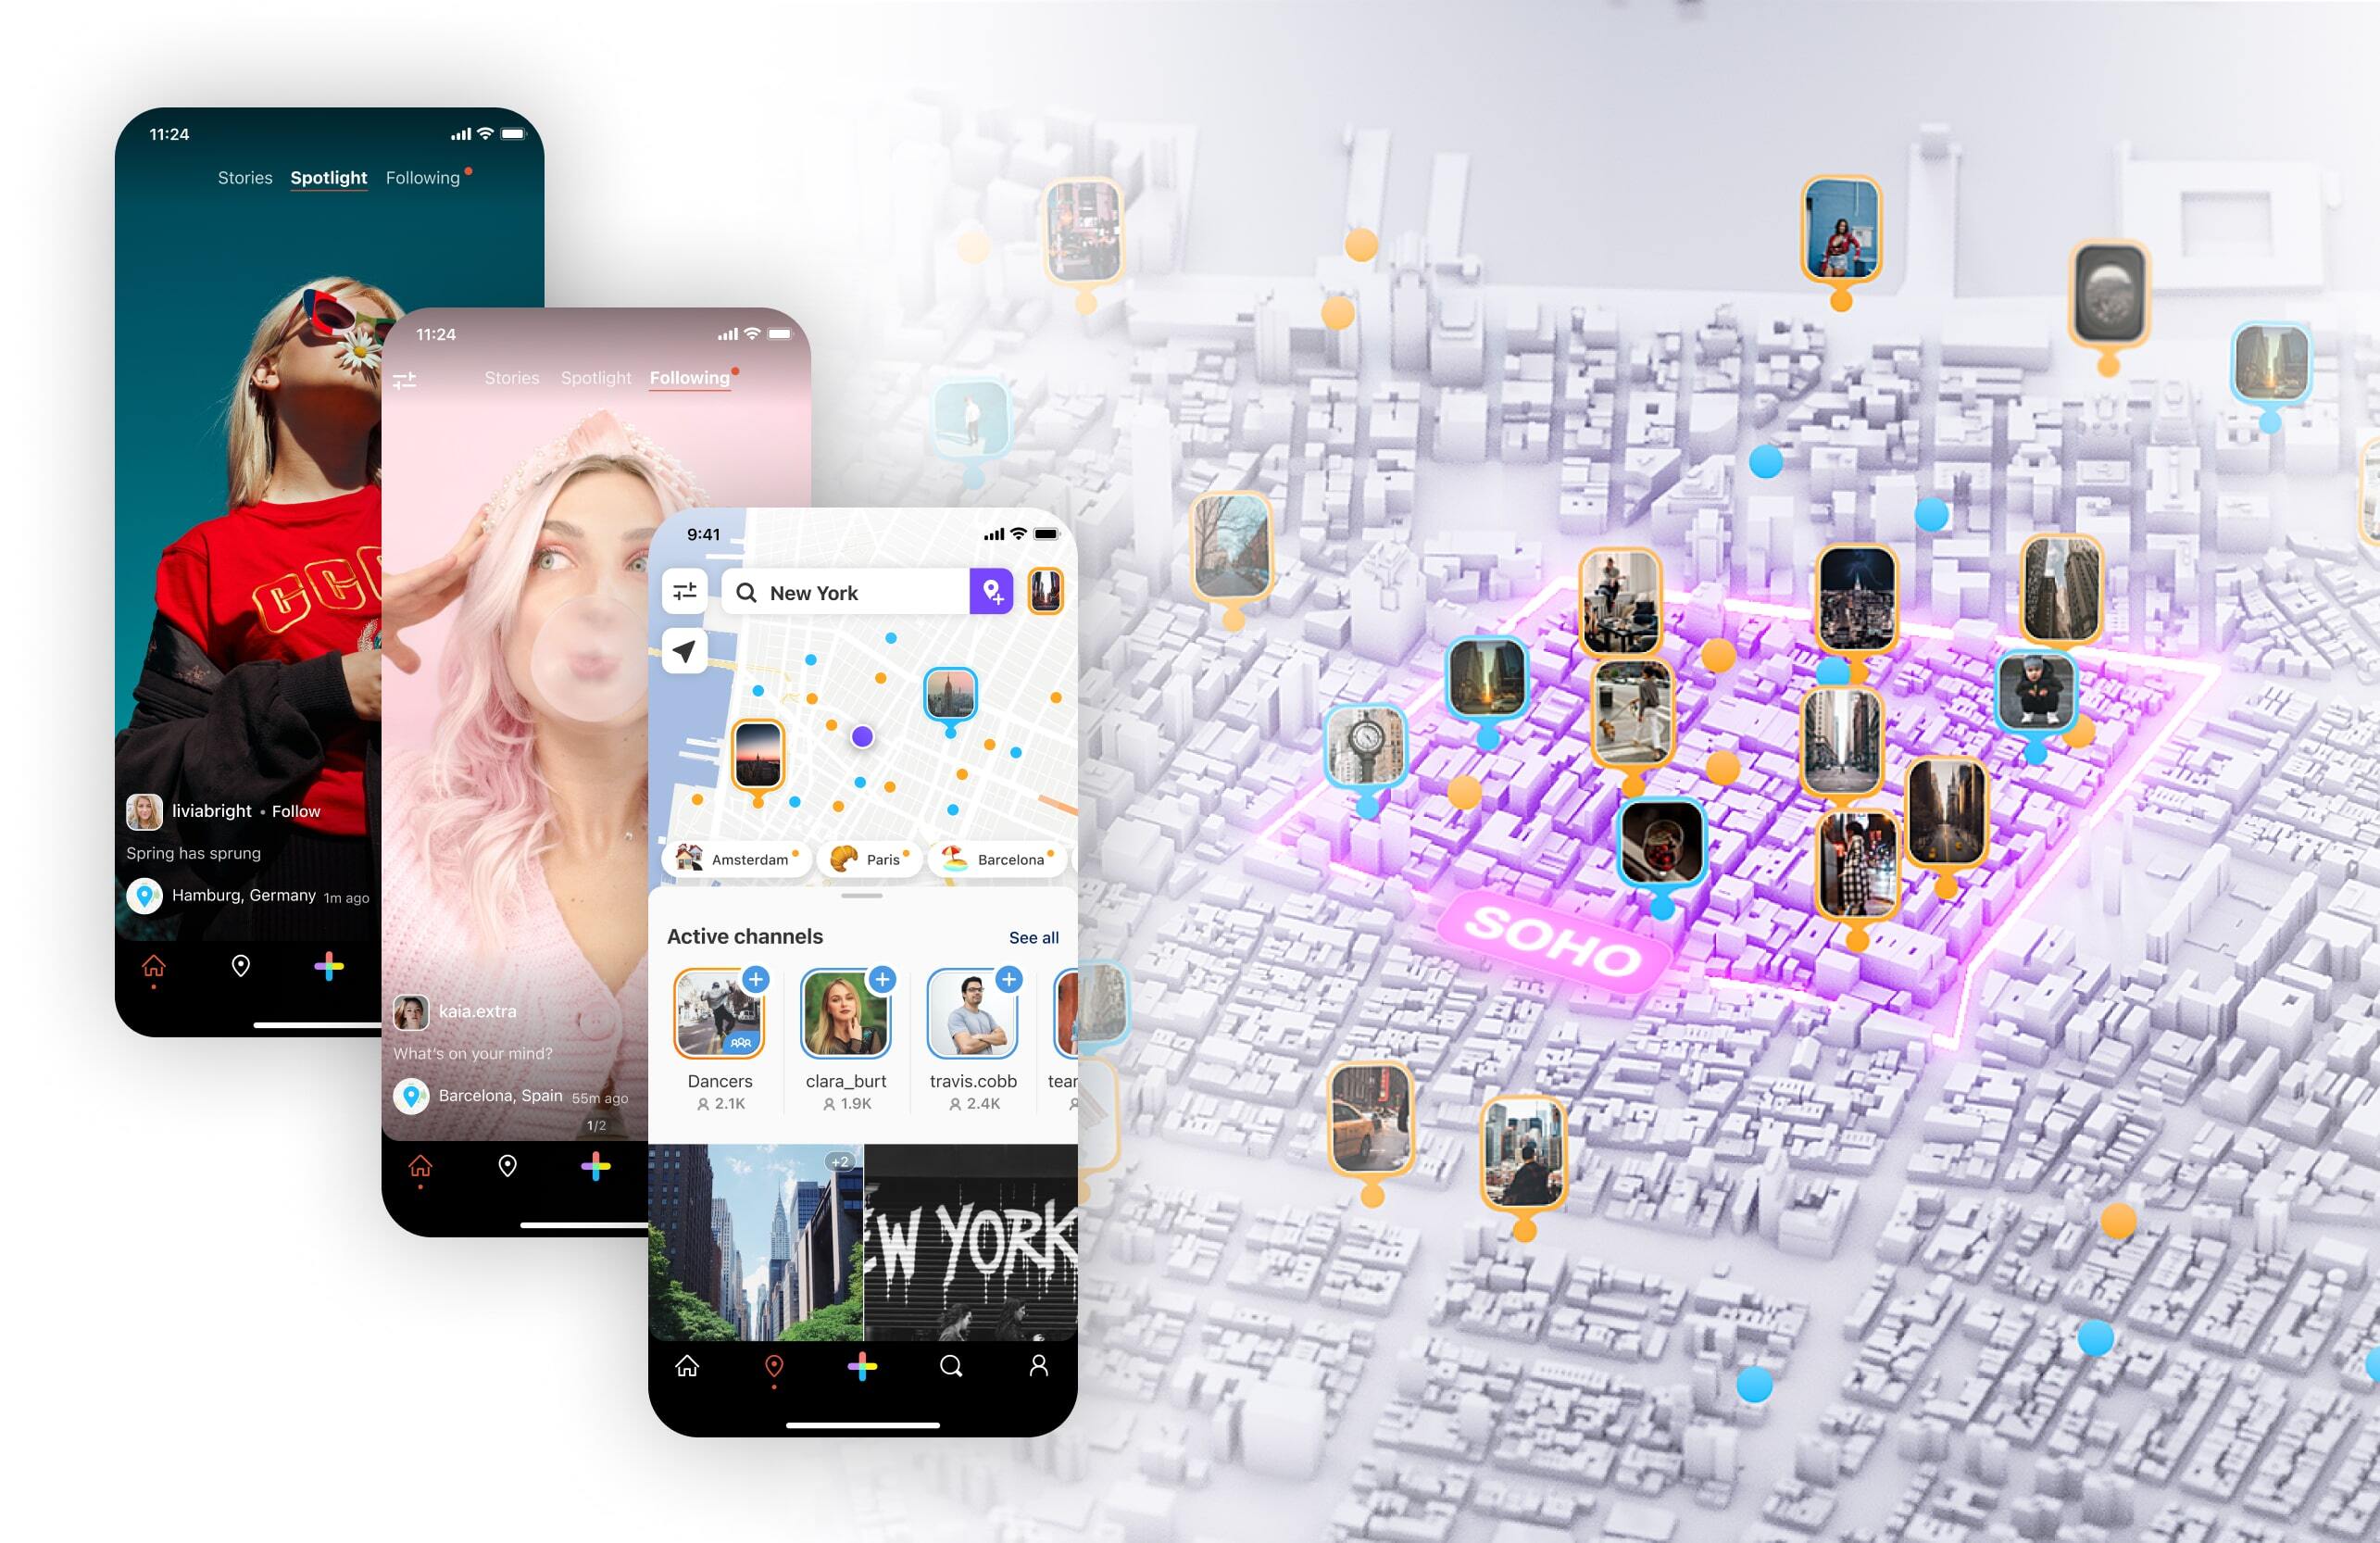 11:24
Stories Spotlight Following
liviabright • Follow
Spring has sprung
Hamburg, Germany 1m ago
11:24
Stories Spotlight Following
kaia.extra
What's on your mind?
Barcelona, Spain 55m ago
1/2
9:41
New York
Amsterdam Paris Barcelona
Active channels See all
Dancers clara_burt travis.cobb
2.1K 1.9K 2.4K
+2
EW YORK
SOHO